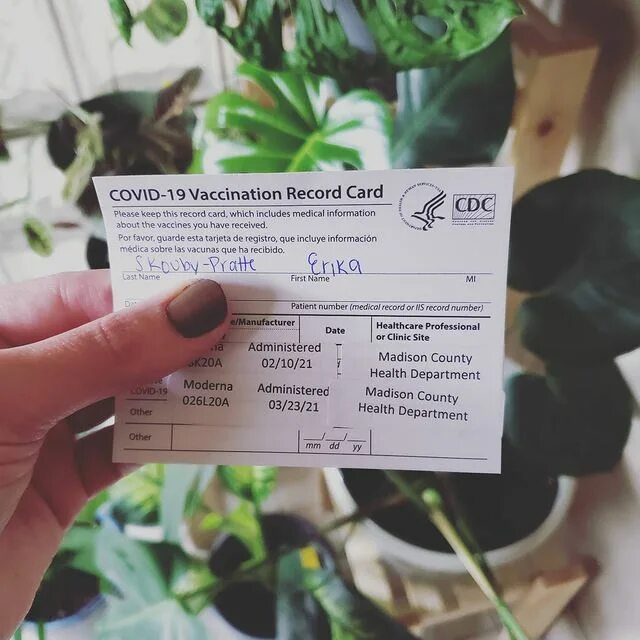 COVID-19 Vaccination Record Card
CDC
Please keep this record card, which includes medical information
about the vaccines you have received.
Por favor, guarde esta tarjeta de registro, que incluye información
médica sobre las vacunas que ha recibido.
Skouby-Pratte Erika
Last Name First Name MI
Patient number (medical record or IIS record number)
/Manufacturer Date Healthcare Professional
or Clinic Site
Administered Madison County
02/10/21 Health Department
COVID-19 Moderna Administered Madison County
026L20A 03/23/21 Health Department
Other
Other
mm dd yy